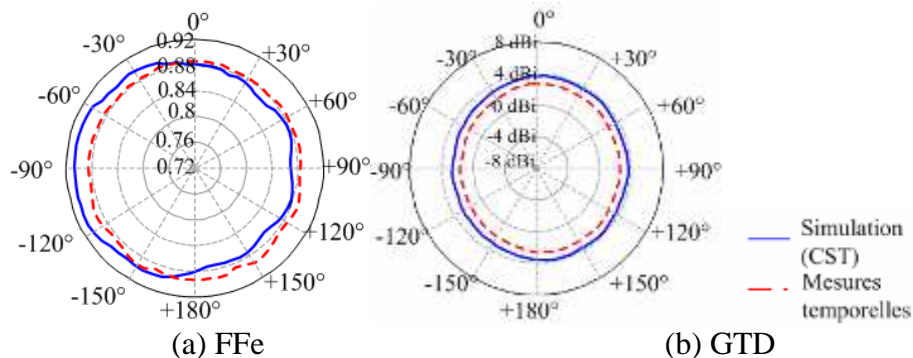 0°
-30°
+30°
-60°
+60°
-90°
+90°
-120°
+120°
-150°
+150°
+180°
0.92
0.88
0.84
0.8
0.76
0.72
(a) FFe
0°
-30°
+30°
-60°
+60°
-90°
+90°
-120°
+120°
-150°
+150°
+180°
8 dBi
4 dBi
0 dBi
-4 dBi
-8 dBi
(b) GTD
Simulation
(CST)
Mesures
temporelles